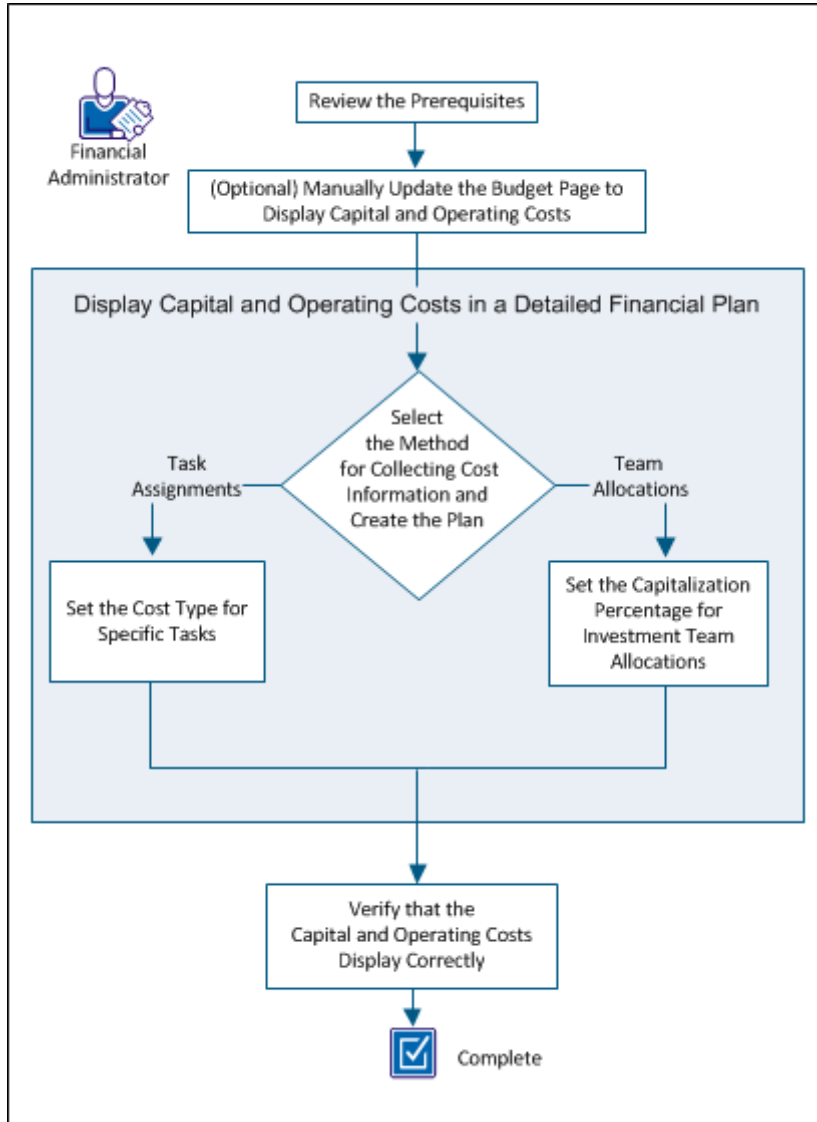 Financial
Administrator
Review the Prerequisites
(Optional) Manually Update the Budget Page to
Display Capital and Operating Costs
Display Capital and Operating Costs in a Detailed Financial Plan
Select
the Method
for Collecting Cost
Information and
Create the Plan
Task
Assignments
Team
Allocations
Set the Cost Type for
Specific Tasks
Set the Capitalization
Percentage for
Investment Team
Allocations
Verify that the
Capital and Operating Costs
Display Correctly
Complete